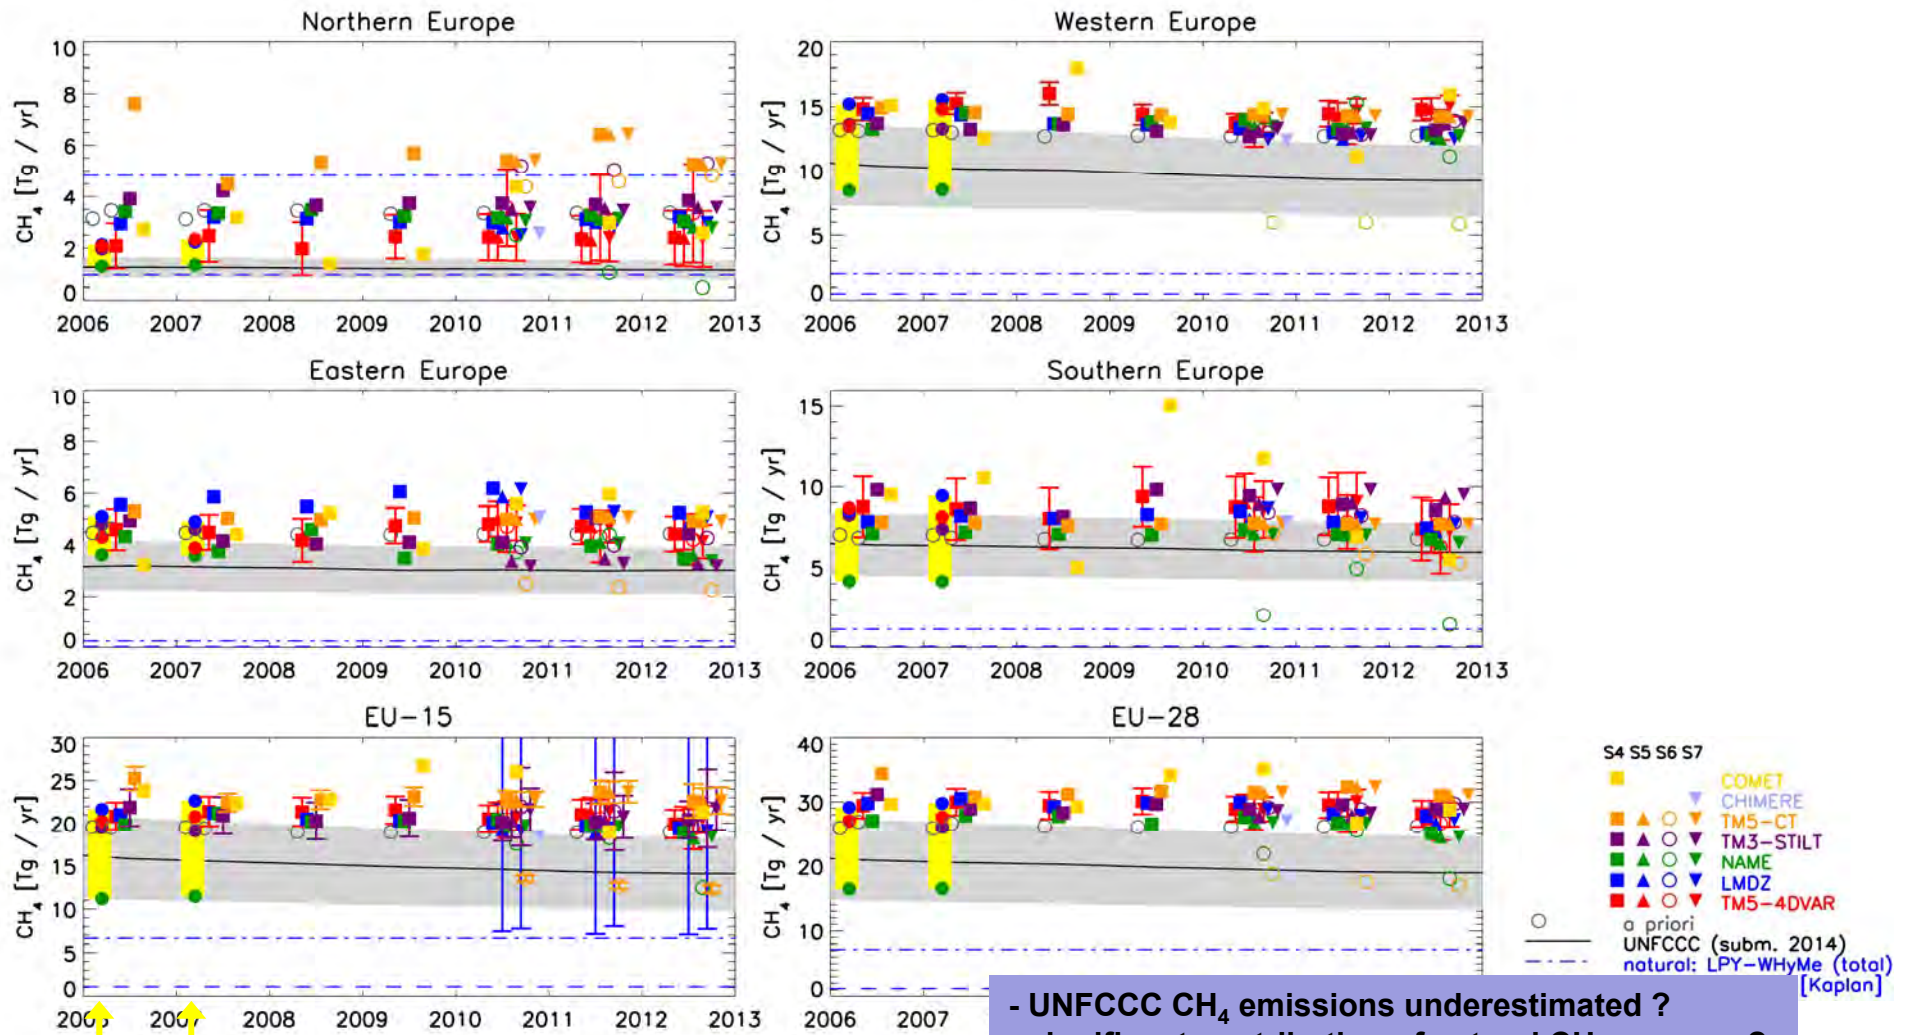 Northern Europe
CH4 [Tg / yr]
10
8
6
4
2
0
2006 2007 2008 2009 2010 2011 2012 2013
Western Europe
CH4 [Tg / yr]
20
15
10
5
0
2006 2007 2008 2009 2010 2011 2012 2013
Eastern Europe
CH4 [Tg / yr]
10
8
6
4
2
0
2006 2007 2008 2009 2010 2011 2012 2013
Southern Europe
CH4 [Tg / yr]
15
10
5
0
2006 2007 2008 2009 2010 2011 2012 2013
EU-15
CH4 [Tg / yr]
30
25
20
15
10
5
0
2006 2007 2008 2009 2010 2011 2012 2013
EU-28
CH4 [Tg / yr]
40
30
20
10
0
2006 2007
S4 S5 S6 S7
COMET
CHIMERE
TM5-CT
TM3-STILT
NAME
LMDZ
TM5-4DVAR
a priori
UNFCCC (subm. 2014)
natural: LPY-WHyMe (total)
[Kaplan]
- UNFCCC CH4 emissions underestimated ?